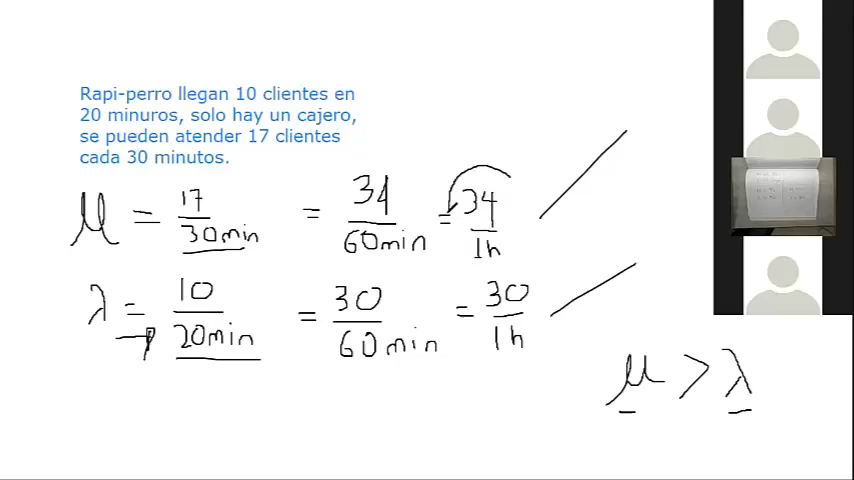 Rapi-perro llegan 10 clientes en
20 minuros, solo hay un cajero,
se pueden atender 17 clientes
cada 30 minutos.
μ = 17/30min = 34/60min = 34/1h
λ = 10/20min = 30/60min = 30/1h
μ > λ